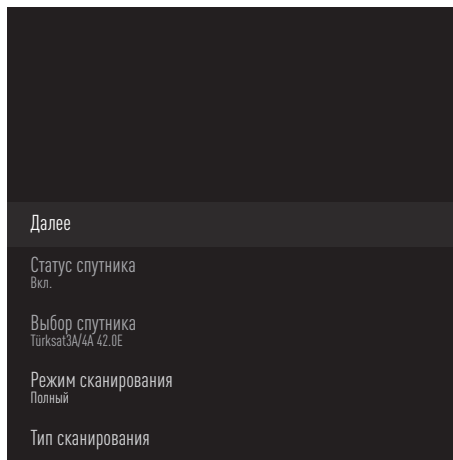 Далее
Статус спутника
Вкл.
Выбор спутника
Türksat3A/4A 42.0E
Режим сканирования
Полный
Тип сканирования